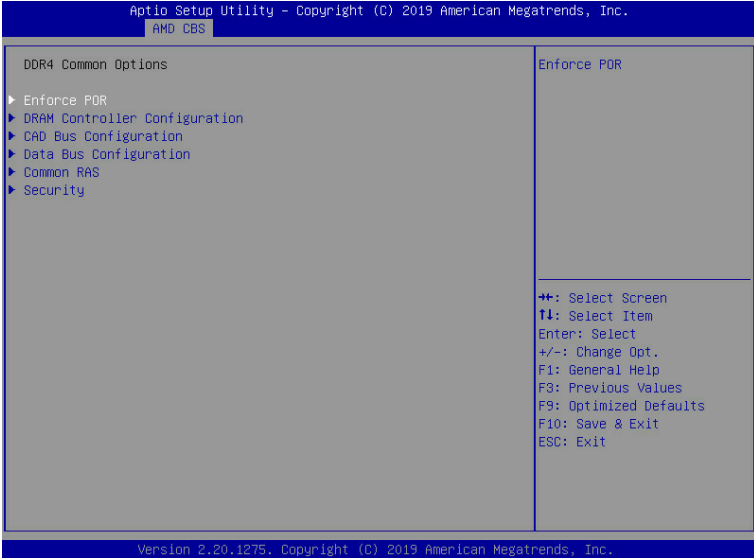 Aptio Setup Utility – Copyright (C) 2019 American Megatrends, Inc.
AMD CBS
DDR4 Common Options
Enforce POR
DRAM Controller Configuration
CAD Bus Configuration
Data Bus Configuration
Common RAS
Security
Enforce POR
→←: Select Screen
↑↓: Select Item
Enter: Select
+/-: Change Opt.
F1: General Help
F3: Previous Values
F9: Optimized Defaults
F10: Save & Exit
ESC: Exit
Version 2.20.1275. Copyright (C) 2019 American Megatrends, Inc.